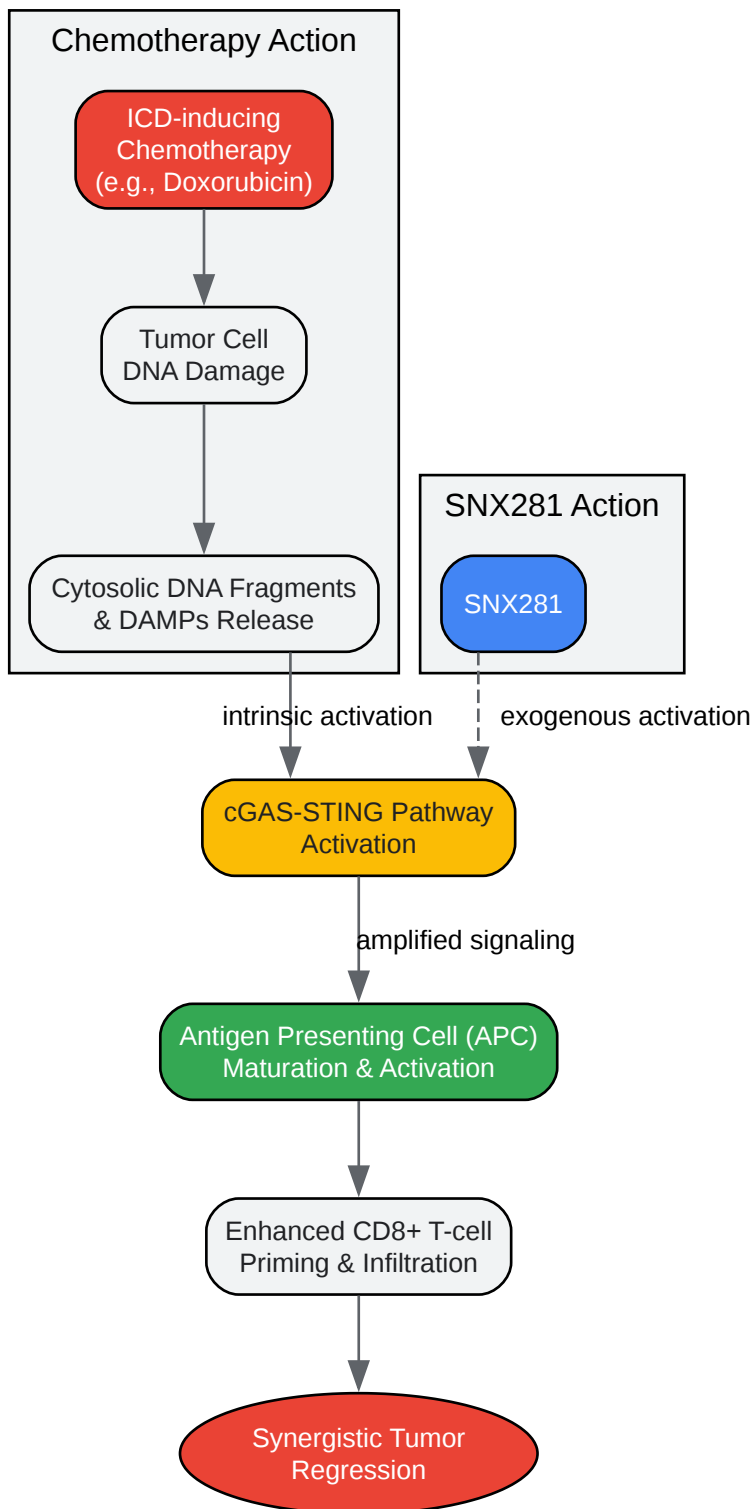 Chemotherapy Action
ICD-inducing
Chemotherapy
(e.g., Doxorubicin)
Tumor Cell
DNA Damage
Cytosolic DNA Fragments
& DAMPs Release
SNX281 Action
SNX281
intrinsic activation
exogenous activation
cGAS-STING Pathway
Activation
amplified signaling
Antigen Presenting Cell (APC)
Maturation & Activation
Enhanced CD8+ T-cell
Priming & Infiltration
Synergistic Tumor
Regression